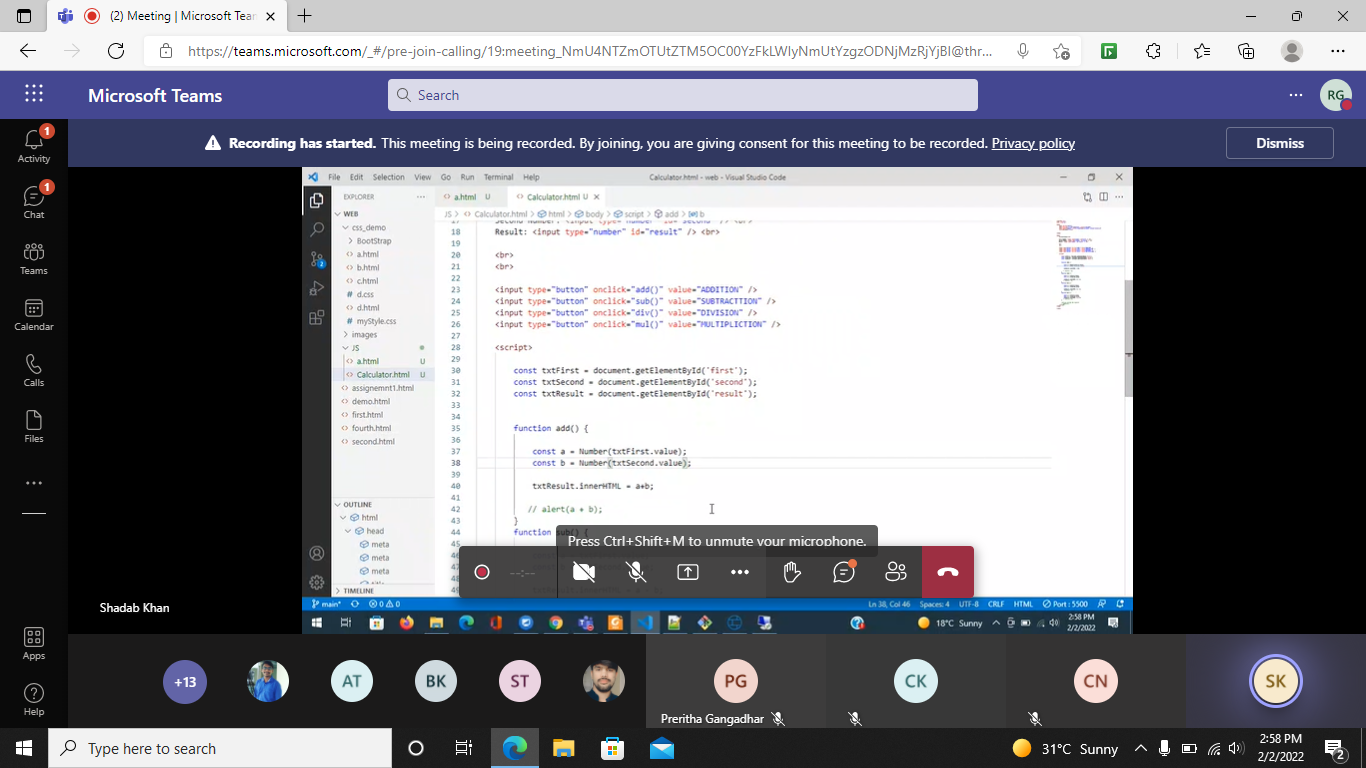 (2) Meeting | Microsoft Tear
https://teams.microsoft.com/_#/pre-join-calling/19:meeting_NmU4NTZmOTUtZTM5OC00YzFkLWIyNmUtYzgzODNjMzRjYjBl@thr...
Microsoft Teams
Search
RG
Recording has started. This meeting is being recorded. By joining, you are giving consent for this meeting to be recorded. Privacy policy
Dismiss
1
Activity
1
Chat
Teams
Calendar
Calls
Files
Apps
Help
File Edit Selection View Go Run Terminal Help
Calculator.html - web - Visual Studio Code
EXPLORER
a.html U
Calculator.html U
JS > Calculator.html > html > body > script > add > b
WEB
css_demo
BootStrap
a.html
b.html
c.html
d.css
d.html
myStyle.css
images
JS
a.html U
Calculator.html U
assignemnt1.html
demo.html
first.html
fourth.html
second.html
OUTLINE
html
head
meta
meta
meta
TIMELINE
18 Result: <input type="number" id="result" /> <br>
19
20 <br>
21 <br>
22
23 <input type="button" onclick="add()" value="ADDITION" />
24 <input type="button" onclick="sub()" value="SUBTRACTTION" />
25 <input type="button" onclick="div()" value="DIVISION" />
26 <input type="button" onclick="mul()" value="MULTIPLICTION" />
27
28 <script>
29
30 const txtFirst = document.getElementById('first');
31 const txtSecond = document.getElementById('second');
32 const txtResult = document.getElementById('result');
33
34
35 function add() {
36
37 const a = Number(txtFirst.value);
38 const b = Number(txtSecond.value);
39
40 txtResult.innerHTML = a+b;
41
42 // alert(a + b);
43 }
44 function
45
Press Ctrl+Shift+M to unmute your microphone.
--:--
main*
0 0
Ln 38, Col 46 Spaces: 4 UTF-8 CRLF HTML Port : 5500
18°C Sunny
2:58 PM
2/2/2022
Shadab Khan
+13
AT
BK
ST
PG
CK
CN
SK
Preritha Gangadhar
Type here to search
31°C Sunny
2:58 PM
2/2/2022
2